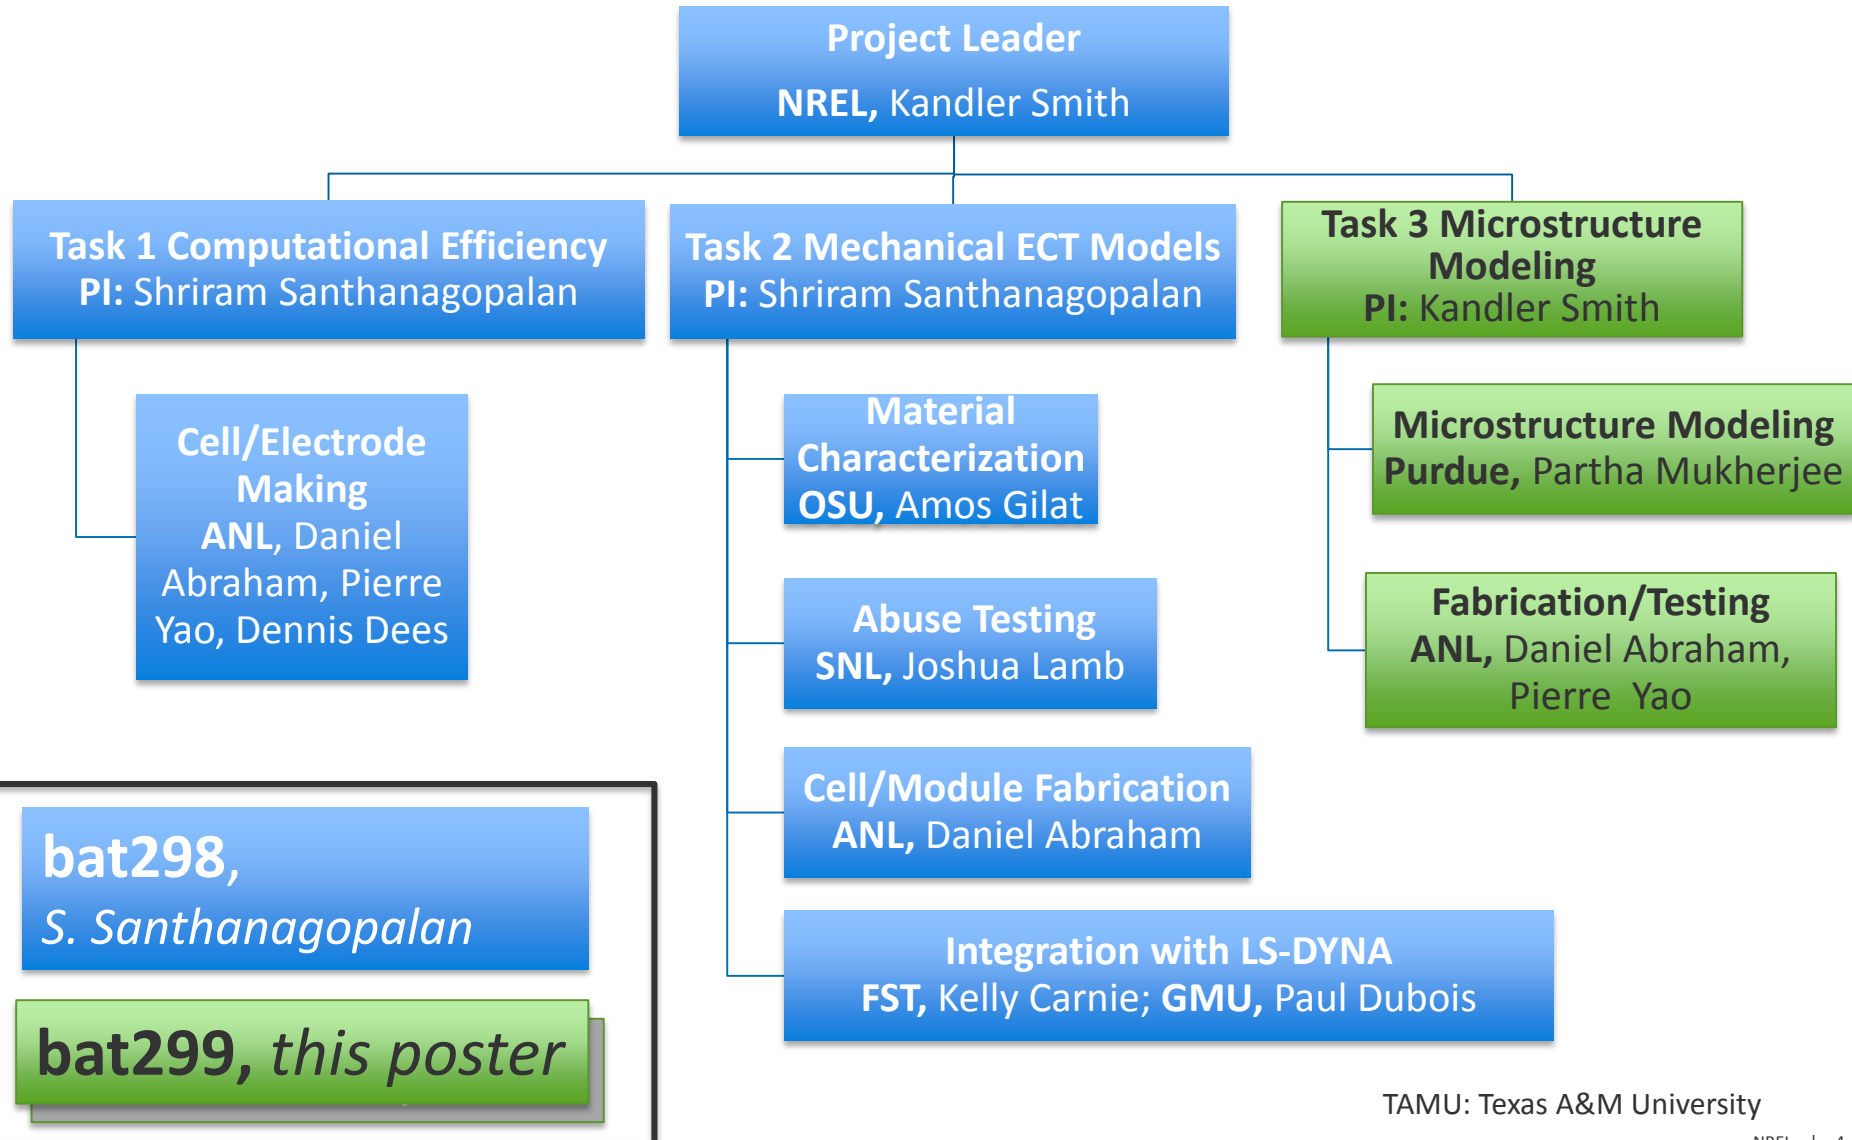 Project Leader
NREL, Kandler Smith
Task 1 Computational Efficiency
PI: Shriram Santhanagopalan
Task 2 Mechanical ECT Models
PI: Shriram Santhanagopalan
Task 3 Microstructure
Modeling
PI: Kandler Smith
Cell/Electrode
Making
ANL, Daniel
Abraham, Pierre
Yao, Dennis Dees
Material
Characterization
OSU, Amos Gilat
Abuse Testing
SNL, Joshua Lamb
Cell/Module Fabrication
ANL, Daniel Abraham
Integration with LS-DYNA
FST, Kelly Carnie; GMU, Paul Dubois
Microstructure Modeling
Purdue, Partha Mukherjee
Fabrication/Testing
ANL, Daniel Abraham,
Pierre Yao
bat298,
S. Santhanagopalan
bat299, this poster
TAMU: Texas A&M University